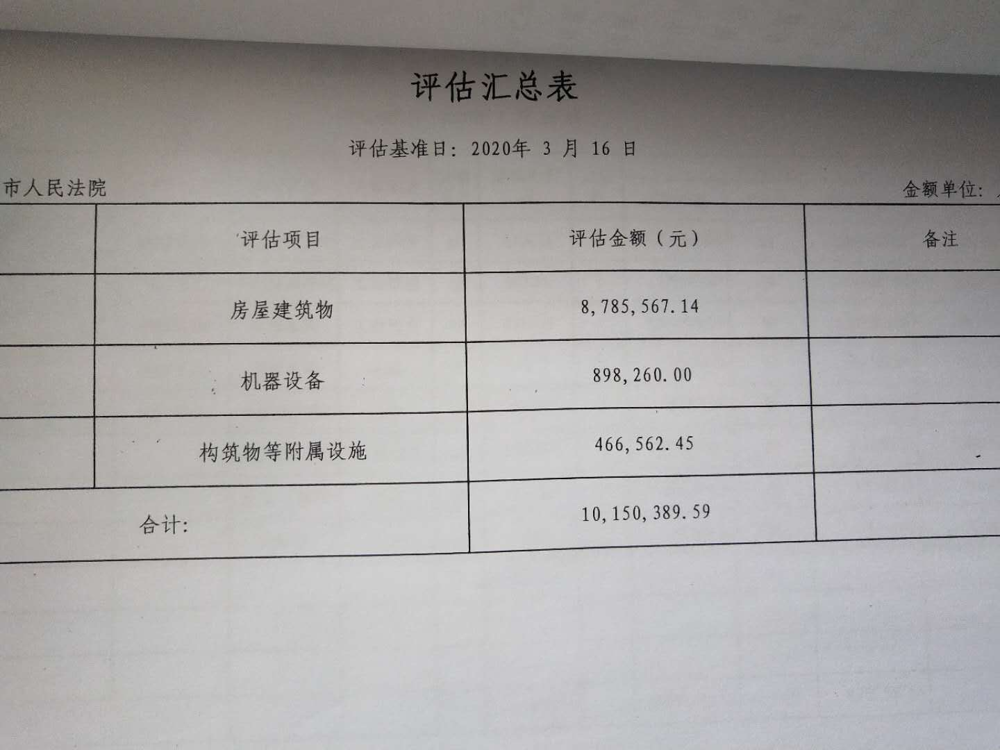 评估汇总表
评估基准日：2020年 3 月 16 日
市人民法院 金额单位：
评估项目 评估金额（元） 备注
房屋建筑物 8,785,567.14
机器设备 898,260.00
构筑物等附属设施 466,562.45
合计： 10,150,389.59